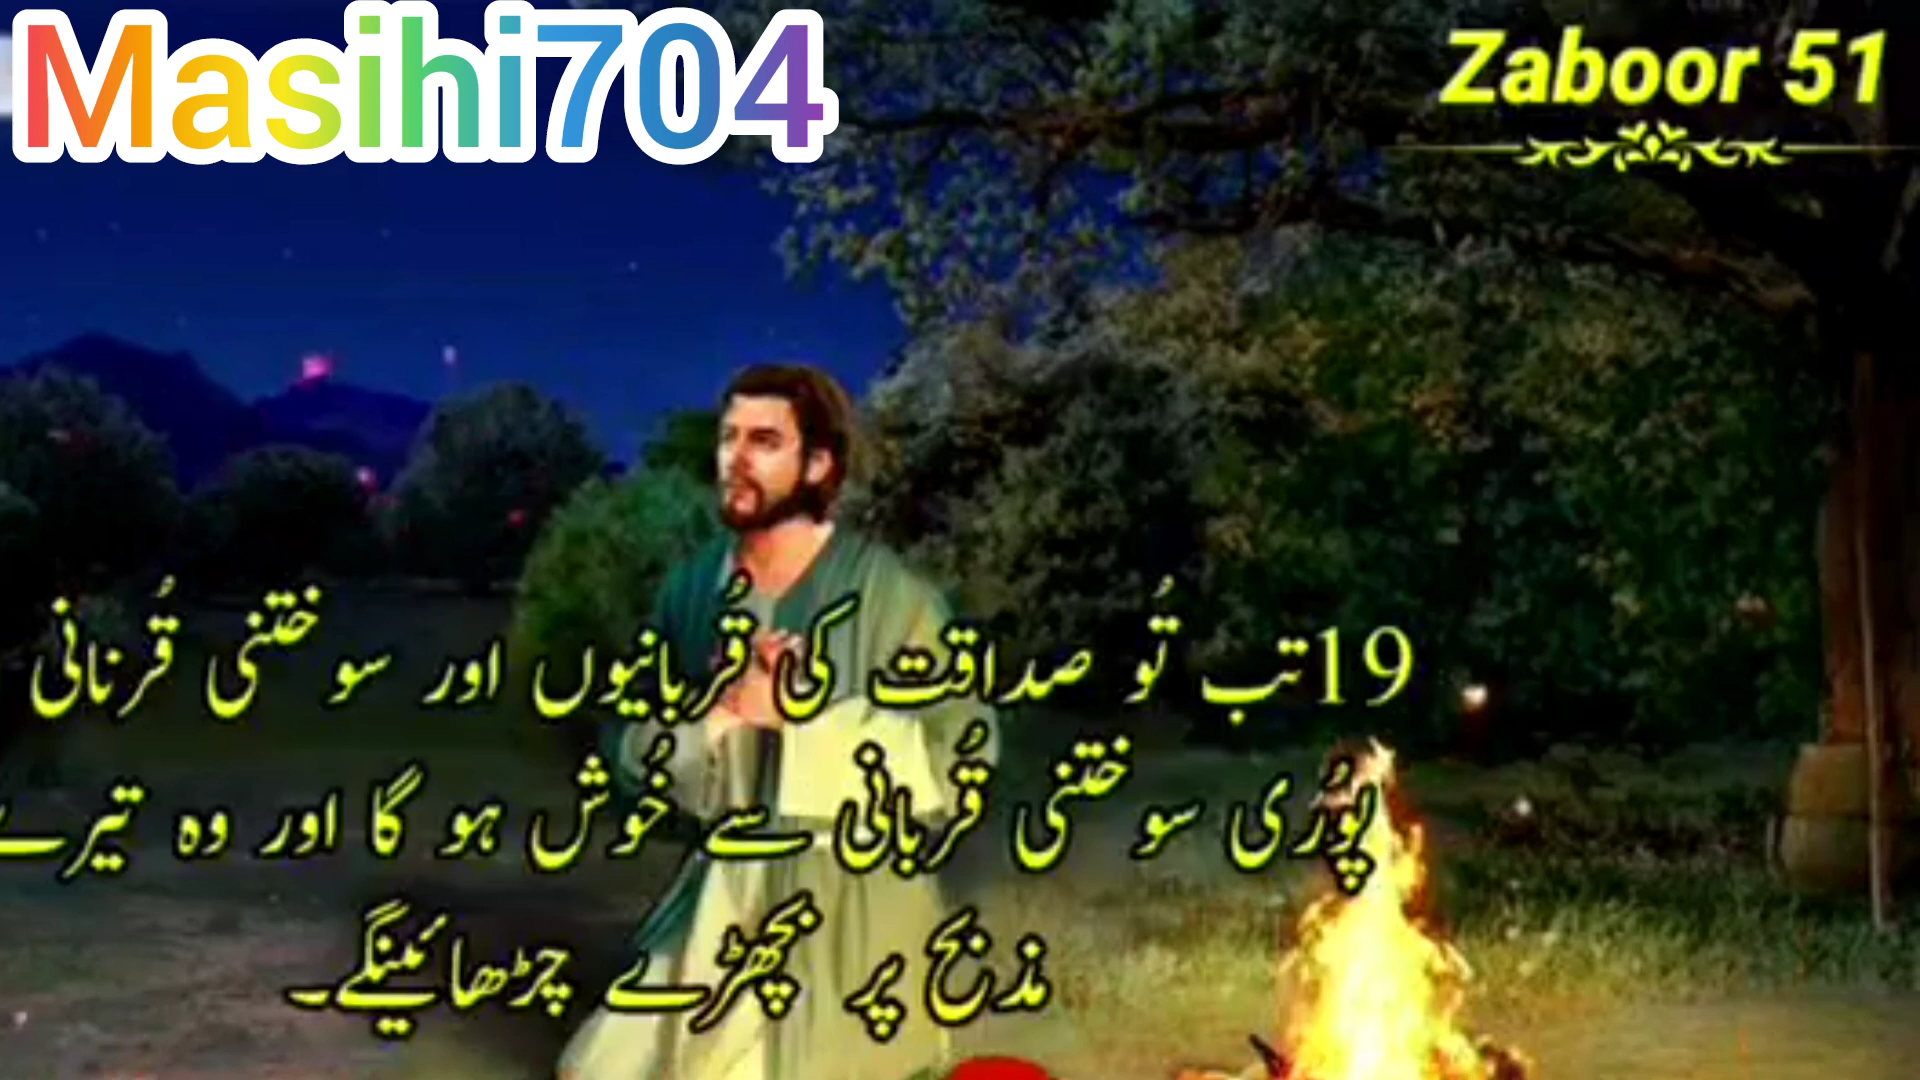 Masihi704
Zaboor 51
19تب تُو صداقت کی قُربانیوں اور سوختنی قُرنانی
پُوری سوختنی قُربانی سے خُوش ہو گا اور وہ تیرے
مذبح پر بچھڑے چڑھائینگے۔